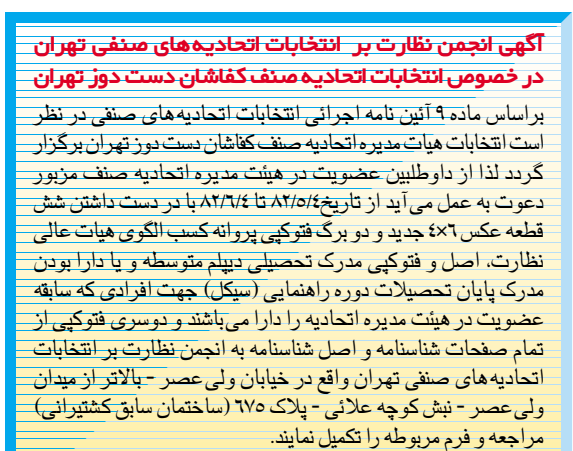 آگهی انجمن نظارت بر انتخابات اتحادیه‌های صنفی تهران
در خصوص انتخابات اتحادیه صنف کفاشان دست دوز تهران
براساس ماده ۹ آئین نامه اجرائی انتخابات اتحادیه‌های صنفی در نظر
است انتخابات هیات مدیره اتحادیه صنف کفاشان دست دوز تهران برگزار
گردد لذا از داوطلبین عضویت در هیئت مدیره اتحادیه صنف مزبور
دعوت به عمل می‌آید از تاریخ ۸۲/۵/٤ تا ۸۲/٦/٤ با در دست داشتن شش
قطعه عکس ٦×٤ جدید و دو برگ فتوکپی پروانه کسب الگوی هیات عالی
نظارت، اصل و فتوکپی مدرک تحصیلی دیپلم متوسطه و یا دارا بودن
مدرک پایان تحصیلات دوره راهنمایی (سیکل) جهت افرادی که سابقه
عضویت در هیئت مدیره اتحادیه را دارا می‌باشند و دوسری فتوکپی از
تمام صفحات شناسنامه و اصل شناسنامه به انجمن نظارت بر انتخابات
اتحادیه‌های صنفی تهران واقع در خیابان ولی‌عصر - بالاتر از میدان
ولی‌عصر - نبش کوچه علائی - پلاک ٦٧٥ (ساختمان سابق کشتیرانی)
مراجعه و فرم مربوطه را تکمیل نمایند.